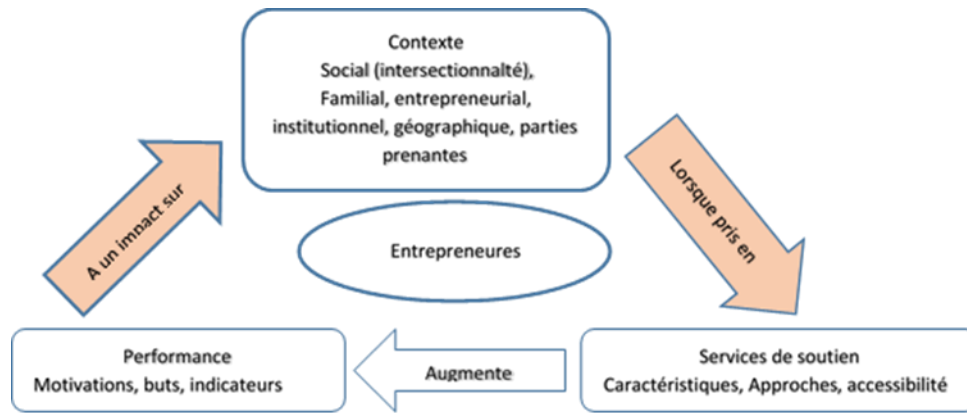 Contexte
Social (intersectionnalté),
Familial, entrepreneurial,
institutionnel, géographique, parties
prenantes
Lorsque pris en
Entrepreneures
A un impact sur
Performance
Motivations, buts, indicateurs
Augmente
Services de soutien
Caractéristiques, Approches, accessibilité